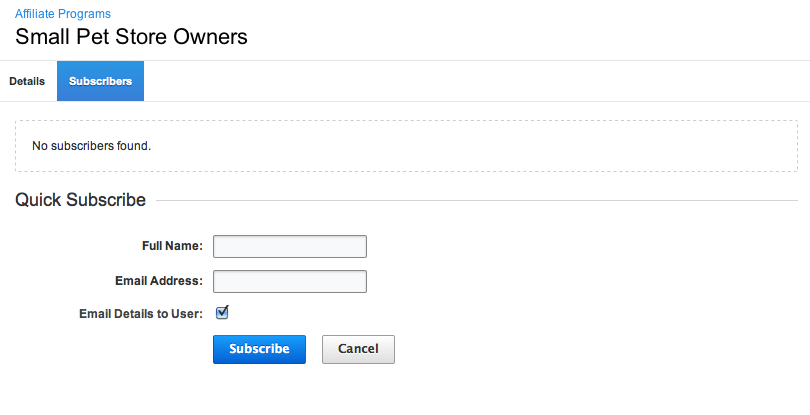 Affiliate Programs
Small Pet Store Owners
Details Subscribers
No subscribers found.
Quick Subscribe
Full Name:
Email Address:
Email Details to User:
Subscribe Cancel